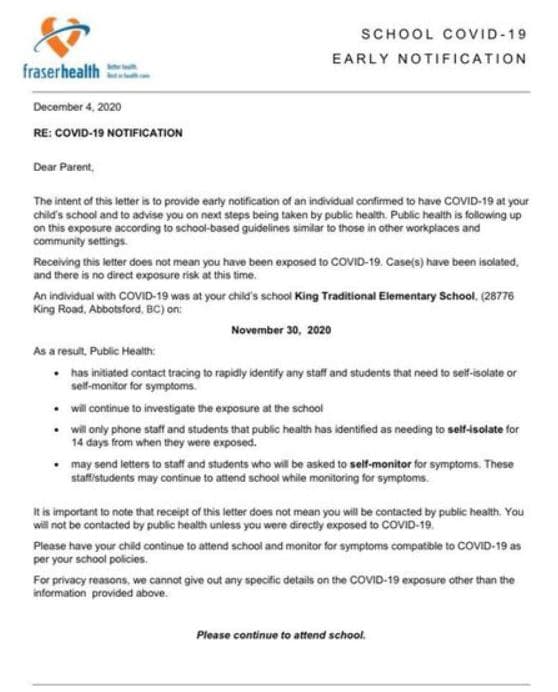 SCHOOL COVID-19
EARLY NOTIFICATION
fraserhealth
Better health.
Best in health care.
December 4, 2020
RE: COVID-19 NOTIFICATION
Dear Parent,
The intent of this letter is to provide early notification of an individual confirmed to have COVID-19 at your
child's school and to advise you on next steps being taken by public health. Public health is following up
on this exposure according to school-based guidelines similar to those in other workplaces and
community settings.
Receiving this letter does not mean you have been exposed to COVID-19. Case(s) have been isolated,
and there is no direct exposure risk at this time.
An individual with COVID-19 was at your child's school King Traditional Elementary School, (28776
King Road, Abbotsford, BC) on:
November 30, 2020
As a result, Public Health:
• has initiated contact tracing to rapidly identify any staff and students that need to self-isolate or
self-monitor for symptoms.
• will continue to investigate the exposure at the school
• will only phone staff and students that public health has identified as needing to self-isolate for
14 days from when they were exposed.
• may send letters to staff and students who will be asked to self-monitor for symptoms. These
staff/students may continue to attend school while monitoring for symptoms.
It is important to note that receipt of this letter does not mean you will be contacted by public health. You
will not be contacted by public health unless you were directly exposed to COVID-19.
Please have your child continue to attend school and monitor for symptoms compatible to COVID-19 as
per your school policies.
For privacy reasons, we cannot give out any specific details on the COVID-19 exposure other than the
information provided above.
Please continue to attend school.